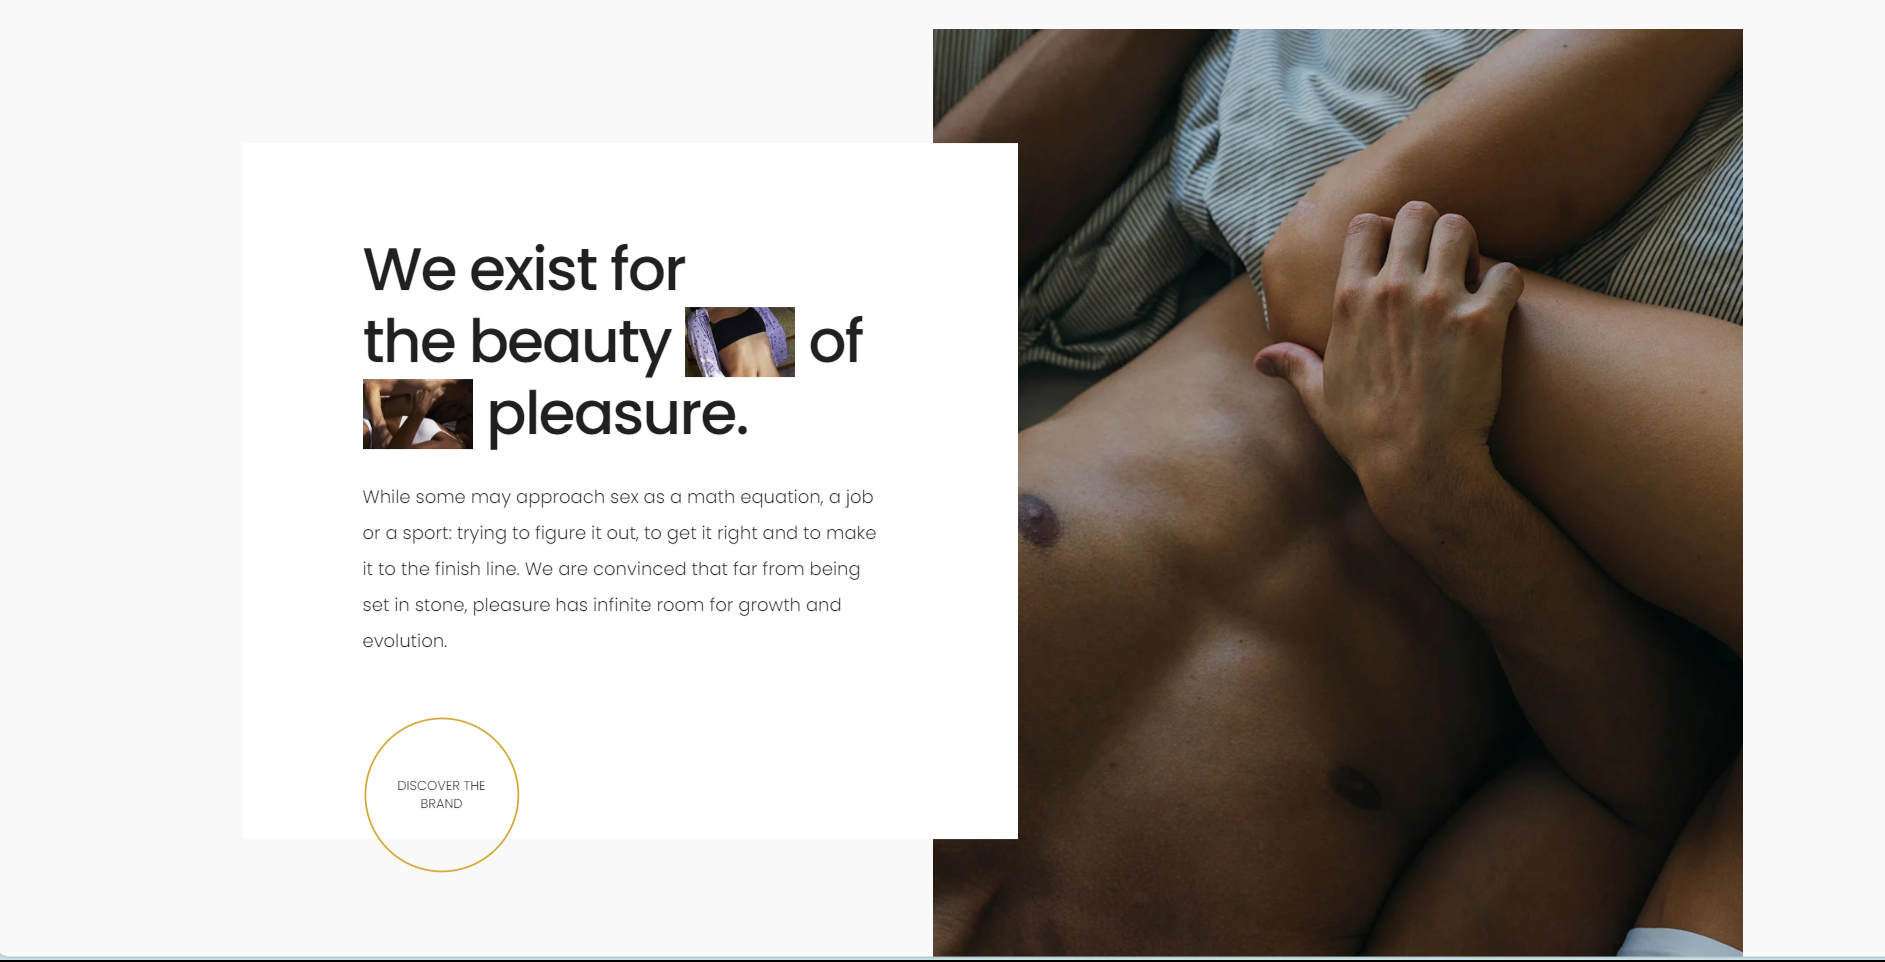 We exist for
the beauty of
pleasure.
While some may approach sex as a math equation, a job
or a sport: trying to figure it out, to get it right and to make
it to the finish line. We are convinced that far from being
set in stone, pleasure has infinite room for growth and
evolution.
DISCOVER THE
BRAND